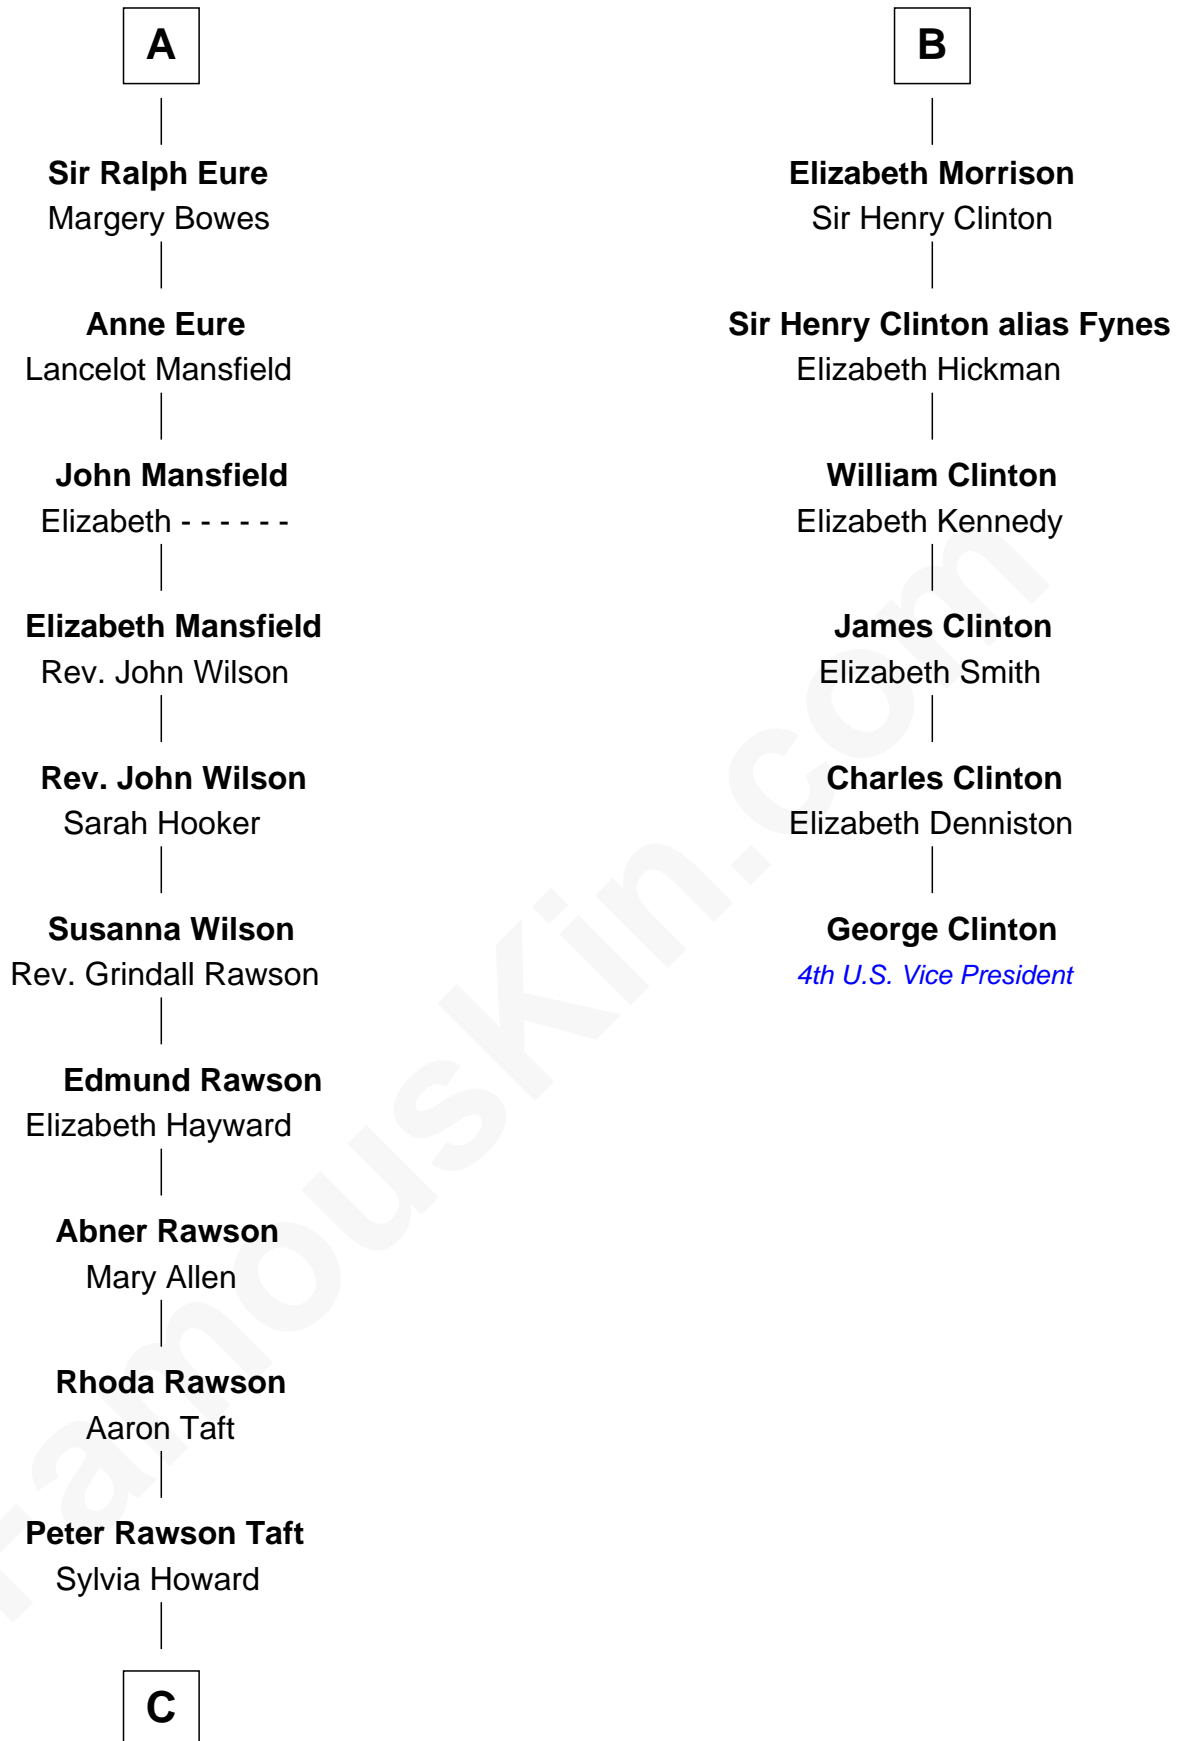 A
Sir Ralph Eure
Margery Bowes
Anne Eure
Lancelot Mansfield
John Mansfield
Elizabeth - - - - - -
Elizabeth Mansfield
Rev. John Wilson
Rev. John Wilson
Sarah Hooker
Susanna Wilson
Rev. Grindall Rawson
Edmund Rawson
Elizabeth Hayward
Abner Rawson
Mary Allen
Rhoda Rawson
Aaron Taft
Peter Rawson Taft
Sylvia Howard
C
B
Elizabeth Morrison
Sir Henry Clinton
Sir Henry Clinton alias Fynes
Elizabeth Hickman
William Clinton
Elizabeth Kennedy
James Clinton
Elizabeth Smith
Charles Clinton
Elizabeth Denniston
George Clinton
4th U.S. Vice President
FamousKin.com